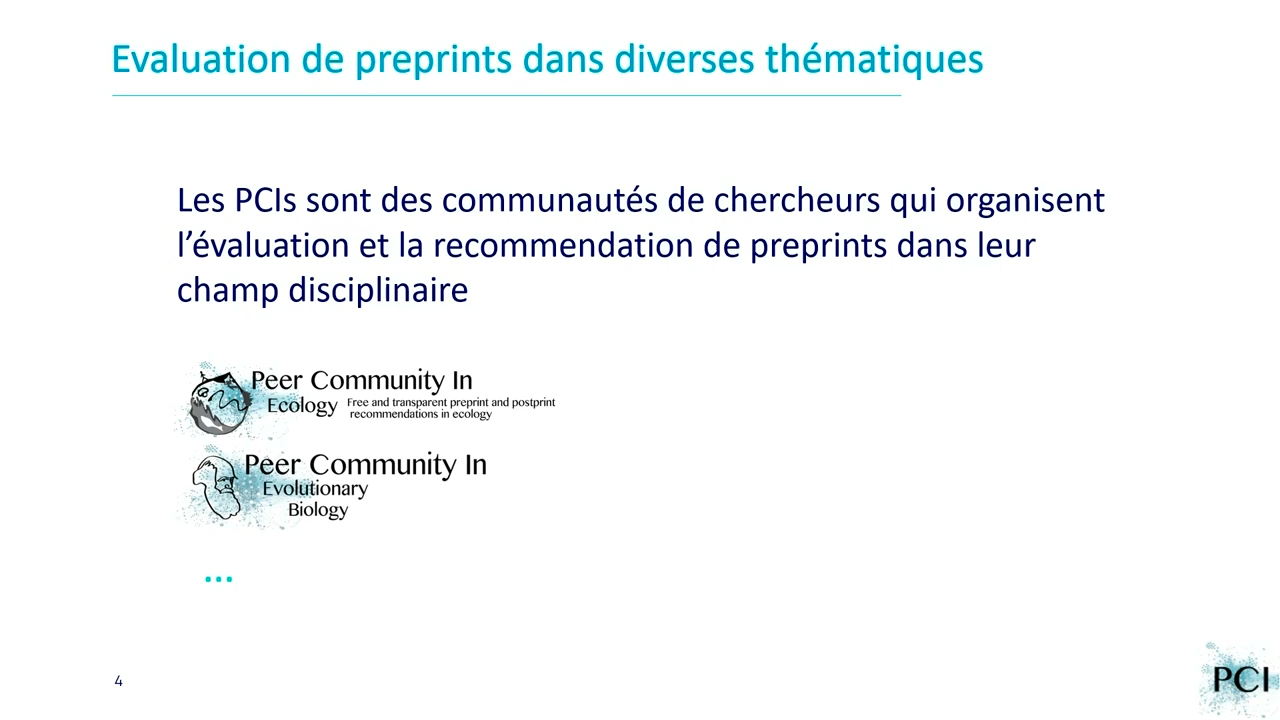 Evaluation de preprints dans diverses thématiques
Les PCIs sont des communautés de chercheurs qui organisent
l’évaluation et la recommendation de preprints dans leur
champ disciplinaire
Peer Community In
Ecology Free and transparent preprint and postprint
recommendations in ecology
Peer Community In
Evolutionary
Biology
...
4
PCI